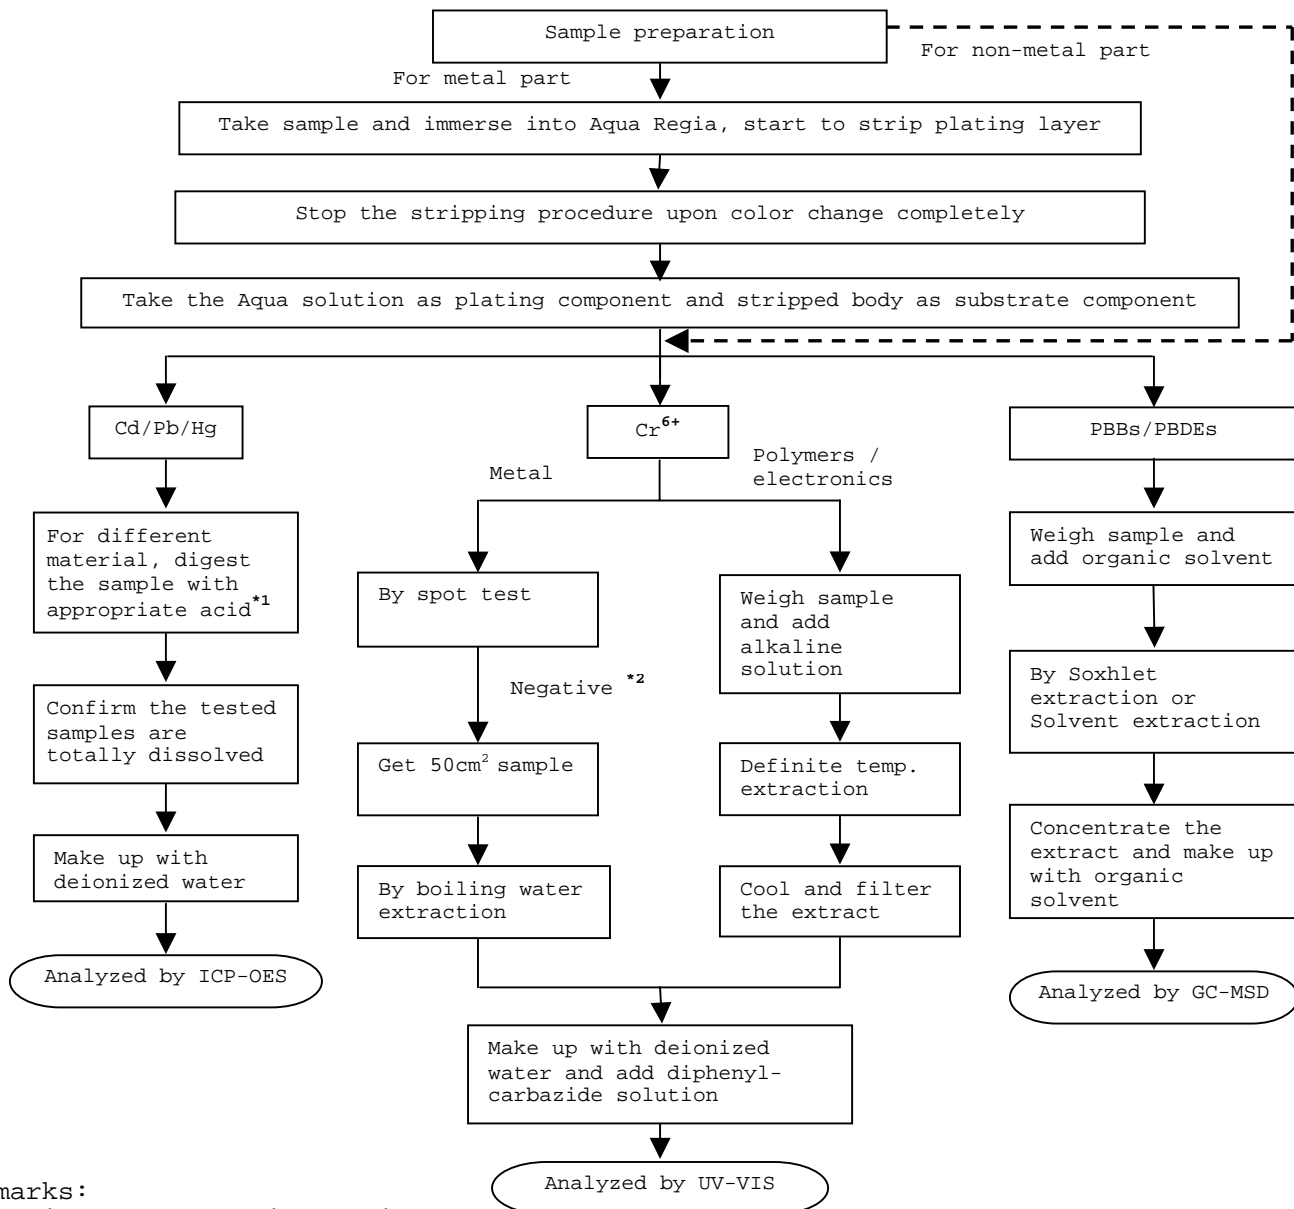 Sample preparation
For non-metal part
For metal part
Take sample and immerse into Aqua Regia, start to strip plating layer
Stop the stripping procedure upon color change completely
Take the Aqua solution as plating component and stripped body as substrate component
Cd/Pb/Hg
Cr6+
PBBs/PBDEs
Metal
Polymers /
electronics
For different
material, digest
the sample with
appropriate acid*1
Confirm the tested
samples are
totally dissolved
Make up with
deionized water
Analyzed by ICP-OES
By spot test
Negative *2
Get 50cm2 sample
By boiling water
extraction
Weigh sample
and add
alkaline
solution
Definite temp.
extraction
Cool and filter
the extract
Make up with deionized
water and add diphenyl-
carbazide solution
Analyzed by UV-VIS
Weigh sample and
add organic solvent
By Soxhlet
extraction or
Solvent extraction
Concentrate the
extract and make up
with organic
solvent
Analyzed by GC-MSD
marks: